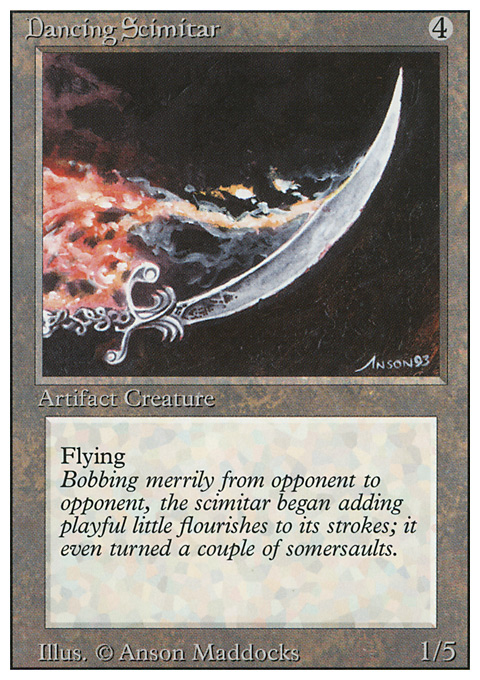 Dancing Scimitar 4
ANSON93
Artifact Creature
Flying
Bobbing merrily from opponent to
opponent, the scimitar began adding
playful little flourishes to its strokes; it
even turned a couple of somersaults.
Illus. © Anson Maddocks 1/5